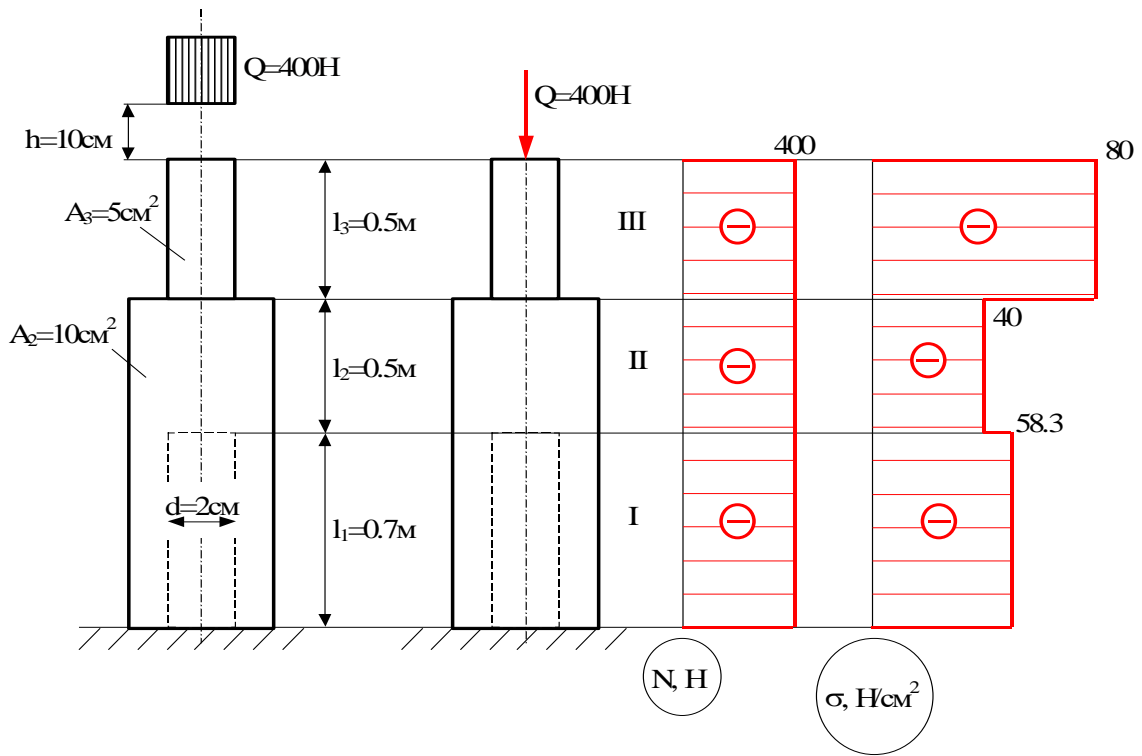 Q=400Н
Q=400Н
h=10см
400
80
A₃=5см²
l₃=0.5м
III
A₂=10см²
40
l₂=0.5м
II
58.3
d=2см
l₁=0.7м
I
N, Н
σ, Н/см²